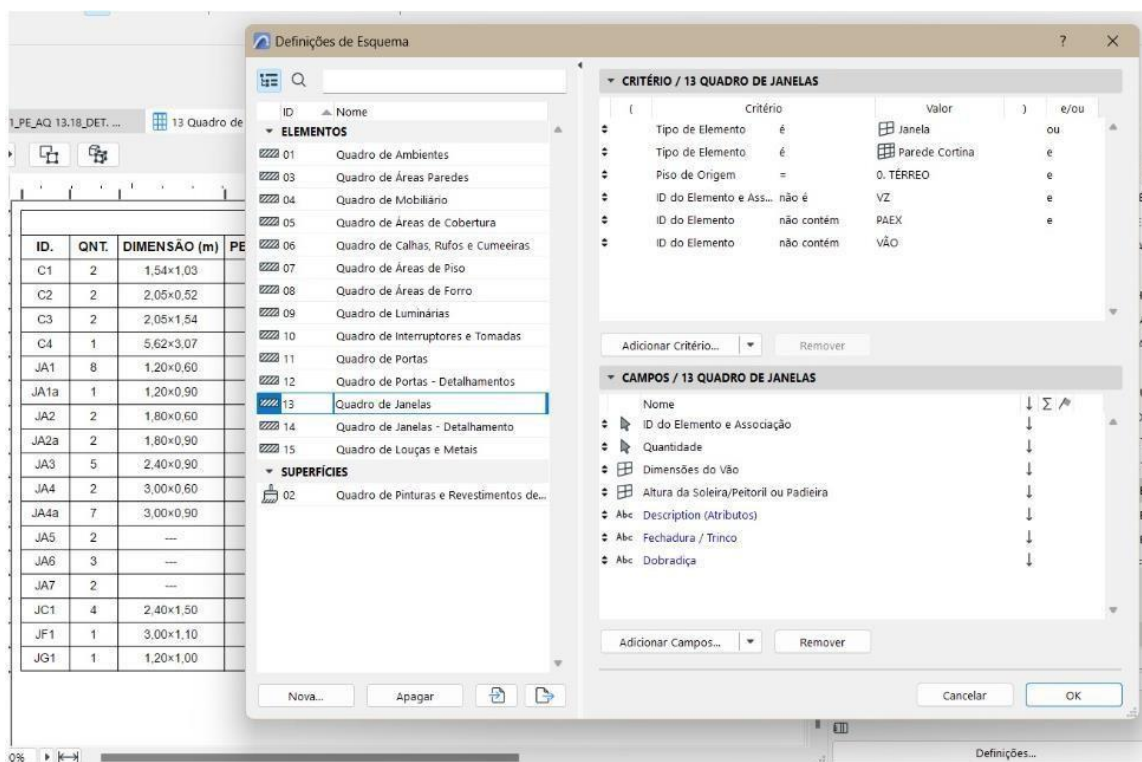 Definições de Esquema
? ×
1_PE_AQ 13.18_DET. ...
13 Quadro de
ID. QNT. DIMENSÃO (m) PE
C1 2 1,54×1,03
C2 2 2,05×0,52
C3 2 2,05×1,54
C4 1 5,62×3,07
JA1 8 1,20×0,60
JA1a 1 1,20×0,90
JA2 2 1,80×0,60
JA2a 2 1,80×0,90
JA3 5 2,40×0,90
JA4 2 3,00×0,60
JA4a 7 3,00×0,90
JA5 2 ---
JA6 3 ---
JA7 2 ---
JC1 4 2,40×1,50
JF1 1 3,00×1,10
JG1 1 1,20×1,00
0%
ID Nome
ELEMENTOS
01 Quadro de Ambientes
03 Quadro de Áreas Paredes
04 Quadro de Mobiliário
05 Quadro de Áreas de Cobertura
06 Quadro de Calhas, Rufos e Cumeeiras
07 Quadro de Áreas de Piso
08 Quadro de Áreas de Forro
09 Quadro de Luminárias
10 Quadro de Interruptores e Tomadas
11 Quadro de Portas
12 Quadro de Portas - Detalhamentos
13 Quadro de Janelas
14 Quadro de Janelas - Detalhamento
15 Quadro de Louças e Metais
SUPERFÍCIES
02 Quadro de Pinturas e Revestimentos de...
Nova... Apagar
CRITÉRIO / 13 QUADRO DE JANELAS
( Critério Valor ) e/ou
Tipo de Elemento é Janela ou
Tipo de Elemento é Parede Cortina e
Piso de Origem = 0. TÉRREO e
ID do Elemento e Ass... não é VZ e
ID do Elemento não contém PAEX e
ID do Elemento não contém VÃO
Adicionar Critério... Remover
CAMPOS / 13 QUADRO DE JANELAS
Nome ↓ Σ
ID do Elemento e Associação ↓
Quantidade ↓
Dimensões do Vão ↓
Altura da Soleira/Peitoril ou Padieira ↓
Abc Description (Atributos) ↓
Abc Fechadura / Trinco ↓
Abc Dobradiça ↓
Adicionar Campos... Remover
Cancelar OK
Definições...